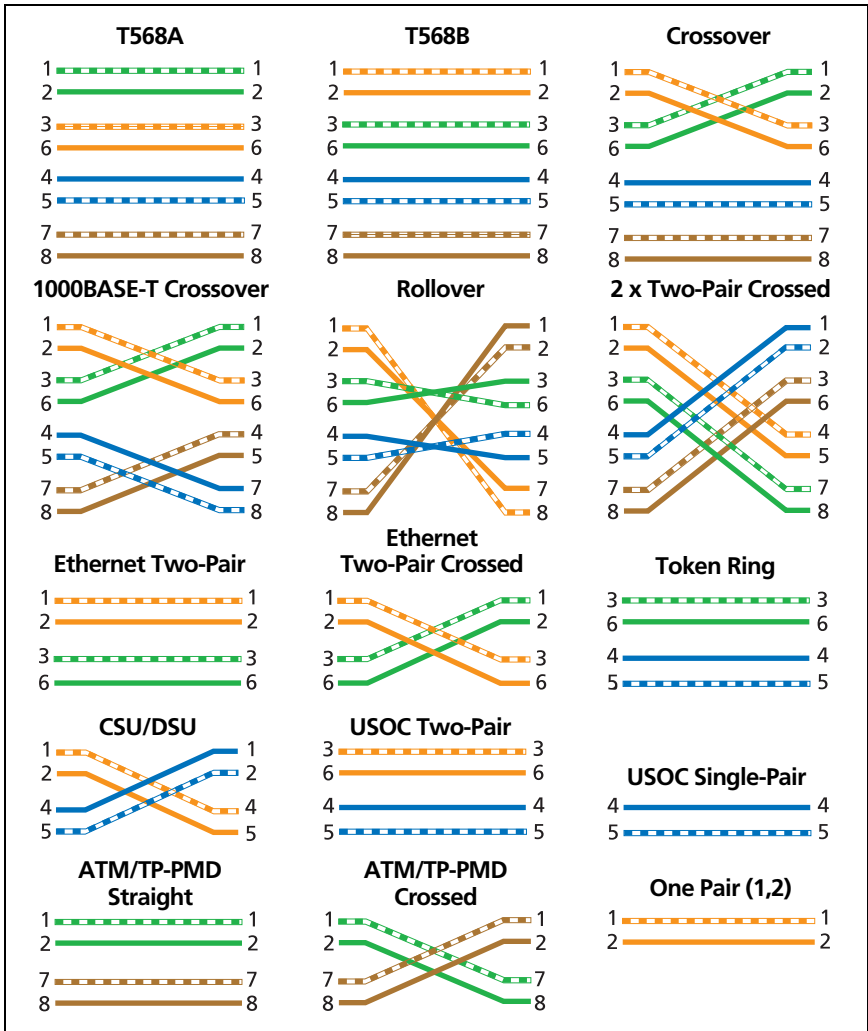 T568A T568B Crossover
1 1 1 1 1 1
2 2 2 2 2 2
3 3 3 3 3 3
6 6 6 6 6 6
4 4 4 4 4 4
5 5 5 5 5 5
7 7 7 7 7 7
8 8 8 8 8 8
1000BASE-T Crossover Rollover 2 x Two-Pair Crossed
1 1 1 1 1 1
2 2 2 2 2 2
3 3 3 3 3 3
6 6 6 6 6 6
4 4 4 4 4 4
5 5 5 5 5 5
7 7 7 7 7 7
8 8 8 8 8 8
Ethernet Two-Pair Ethernet Two-Pair Crossed Token Ring
1 1 1 1 3 3
2 2 2 2 6 6
3 3 3 3 4 4
6 6 6 6 5 5
CSU/DSU USOC Two-Pair USOC Single-Pair
1 1 3 3
2 2 6 6
4 4 4 4 4 4
5 5 5 5 5 5
ATM/TP-PMD Straight ATM/TP-PMD Crossed One Pair (1,2)
1 1 1 1 1 1
2 2 2 2 2 2
7 7 7 7
8 8 8 8